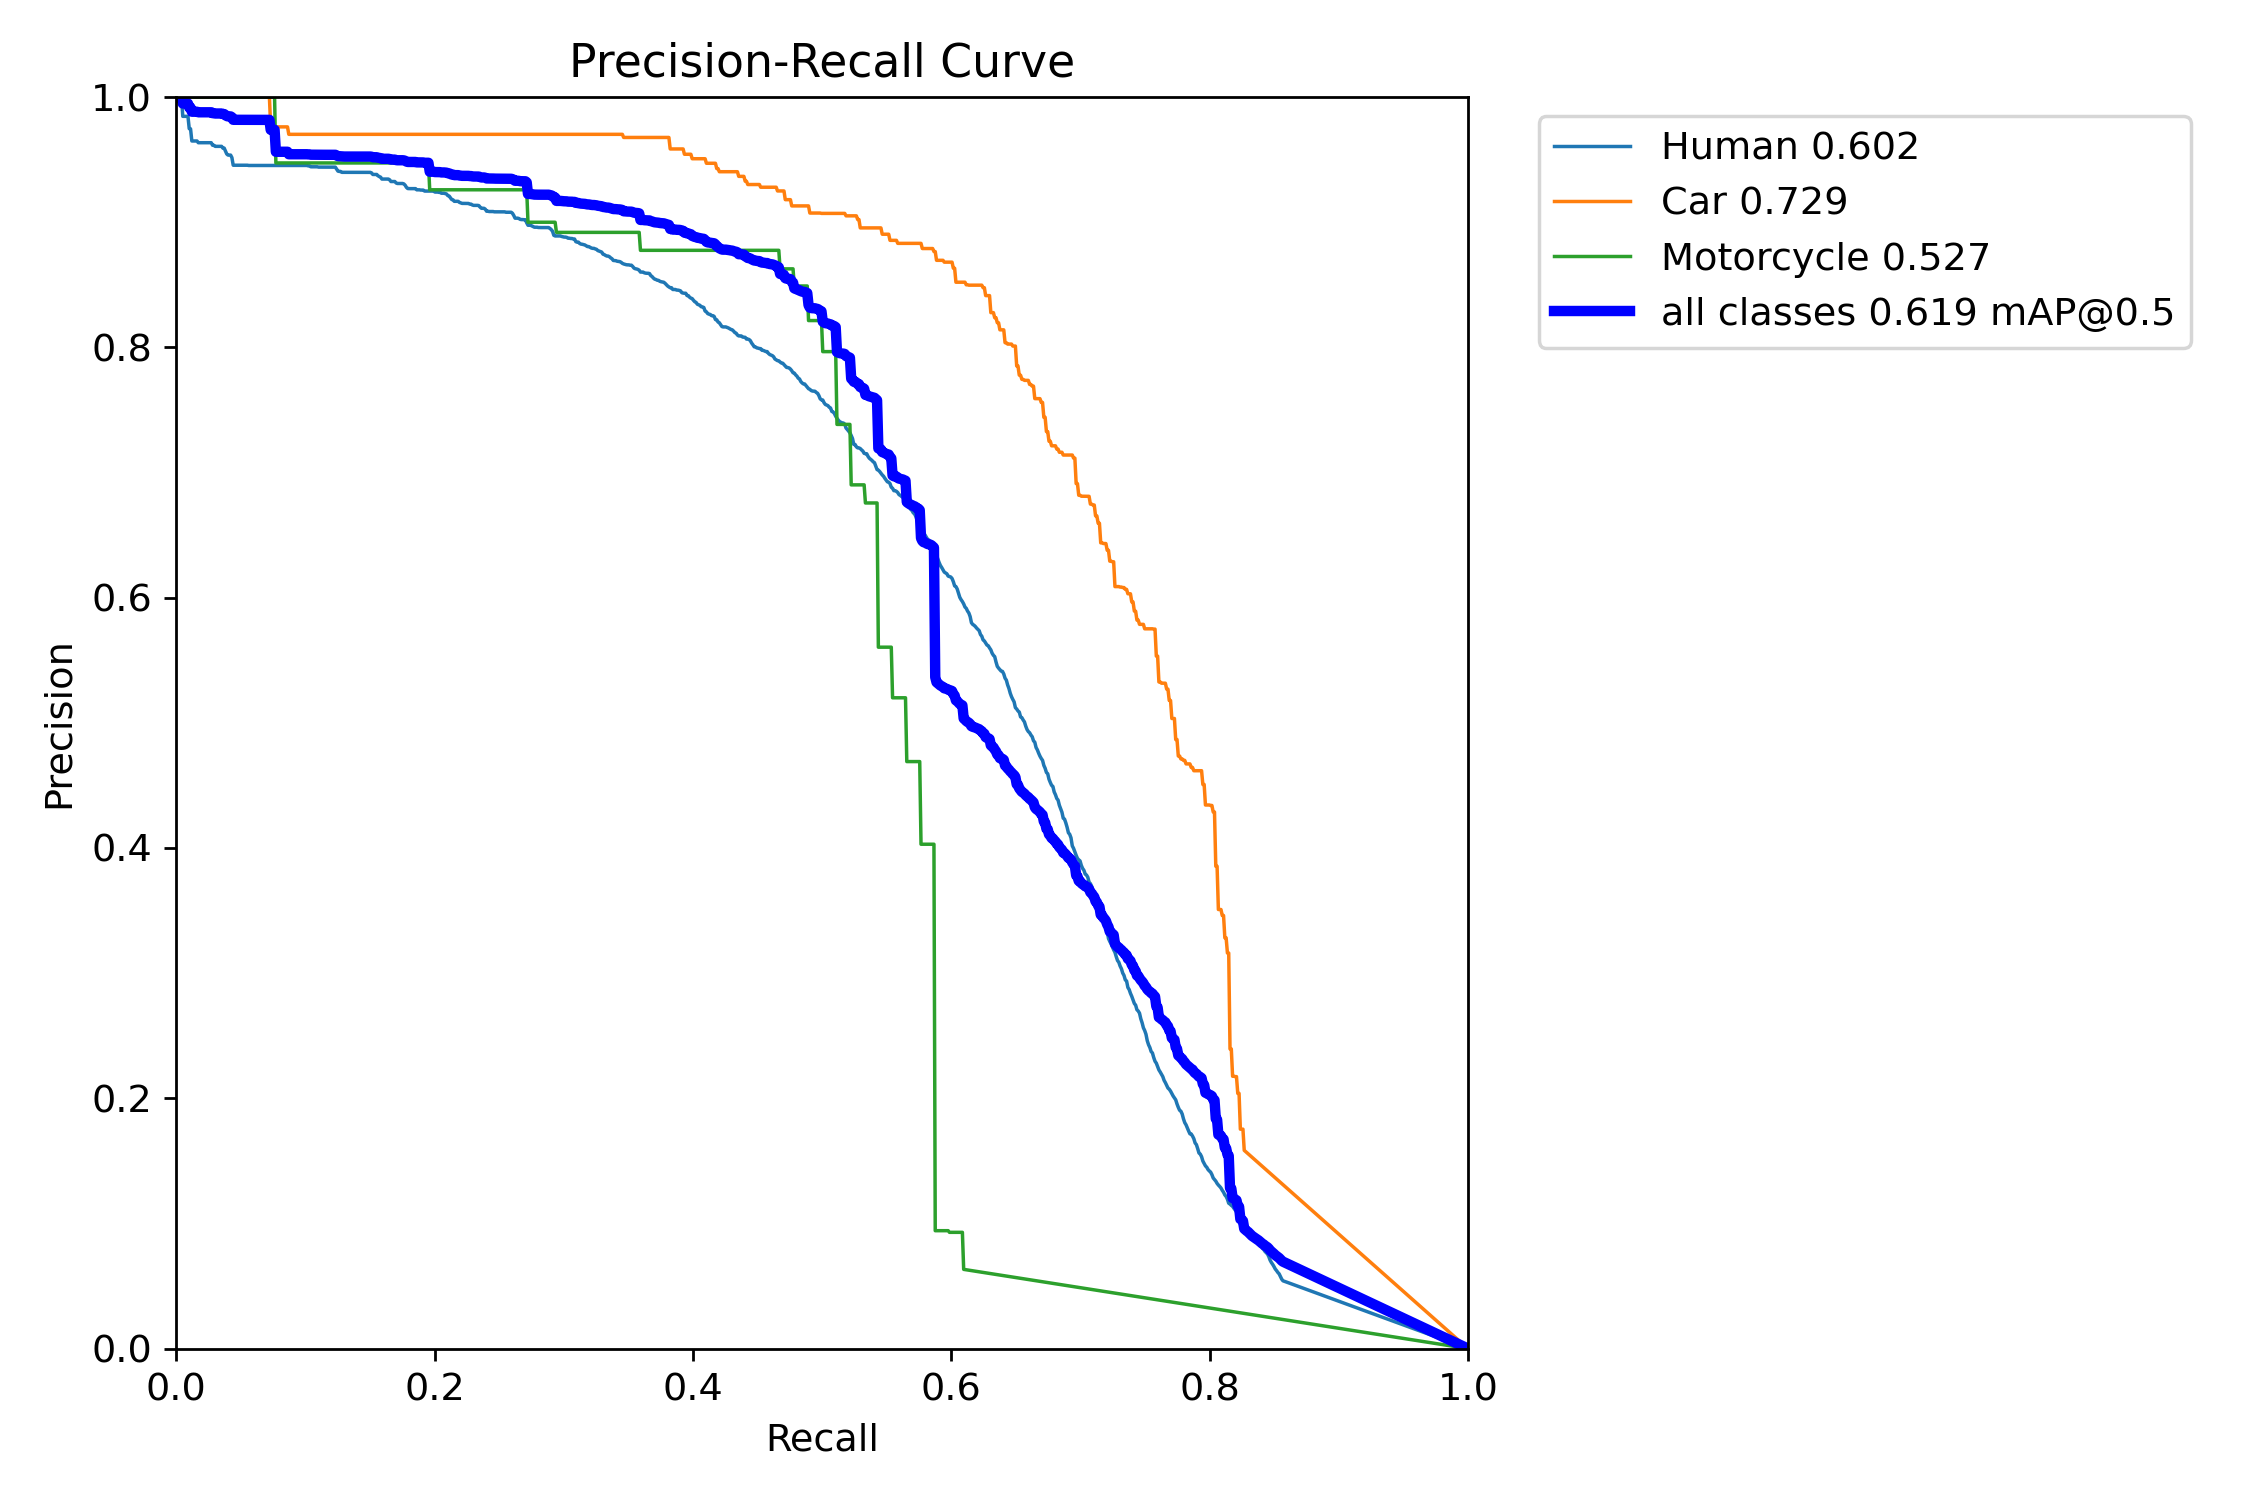 Precision-Recall Curve
1.0
0.8
0.6
0.4
0.2
0.0
Precision
0.0 0.2 0.4 0.6 0.8 1.0
Recall
Human 0.602
Car 0.729
Motorcycle 0.527
all classes 0.619 mAP@0.5